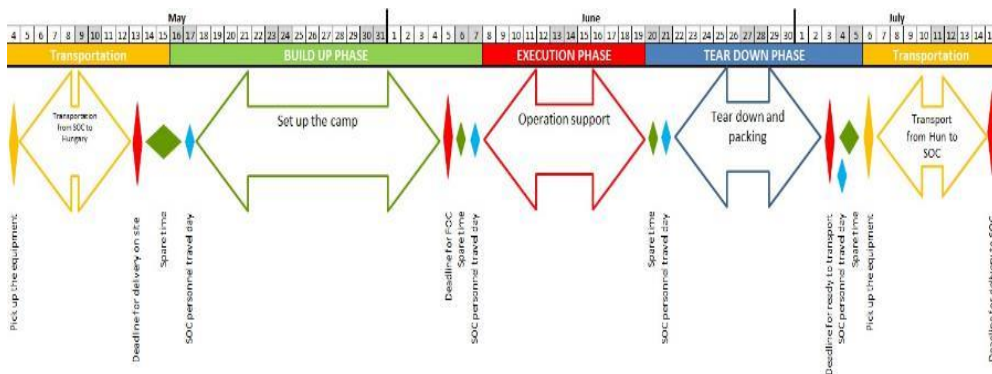 May June July
4 5 6 7 8 9 10 11 12 13 14 15 16 17 18 19 20 21 22 23 24 25 26 27 28 29 30 31 1 2 3 4 5 6 7 8 9 10 11 12 13 14 15 16 17 18 19 20 21 22 23 24 25 26 27 28 29 30 1 2 3 4 5 6 7 8 9 10 11 12 13 14
Transportation BUILD UP PHASE EXECUTION PHASE TEAR DOWN PHASE Transportation
Transportation
from SOC to
Hungary
Set up the camp
Operation support
Tear down and
packing
Transport
from Hun to
SOC
Pick up the equipment
Deadline for delivery on site
Spare time
SOC personnel travel day
Deadline for FOC
Spare time
SOC personnel travel day
Spare time
SOC personnel travel day
Deadline for ready to transport
SOC personnel travel day
Spare time
Pick up the equipment
Deadline for delivery to SOC